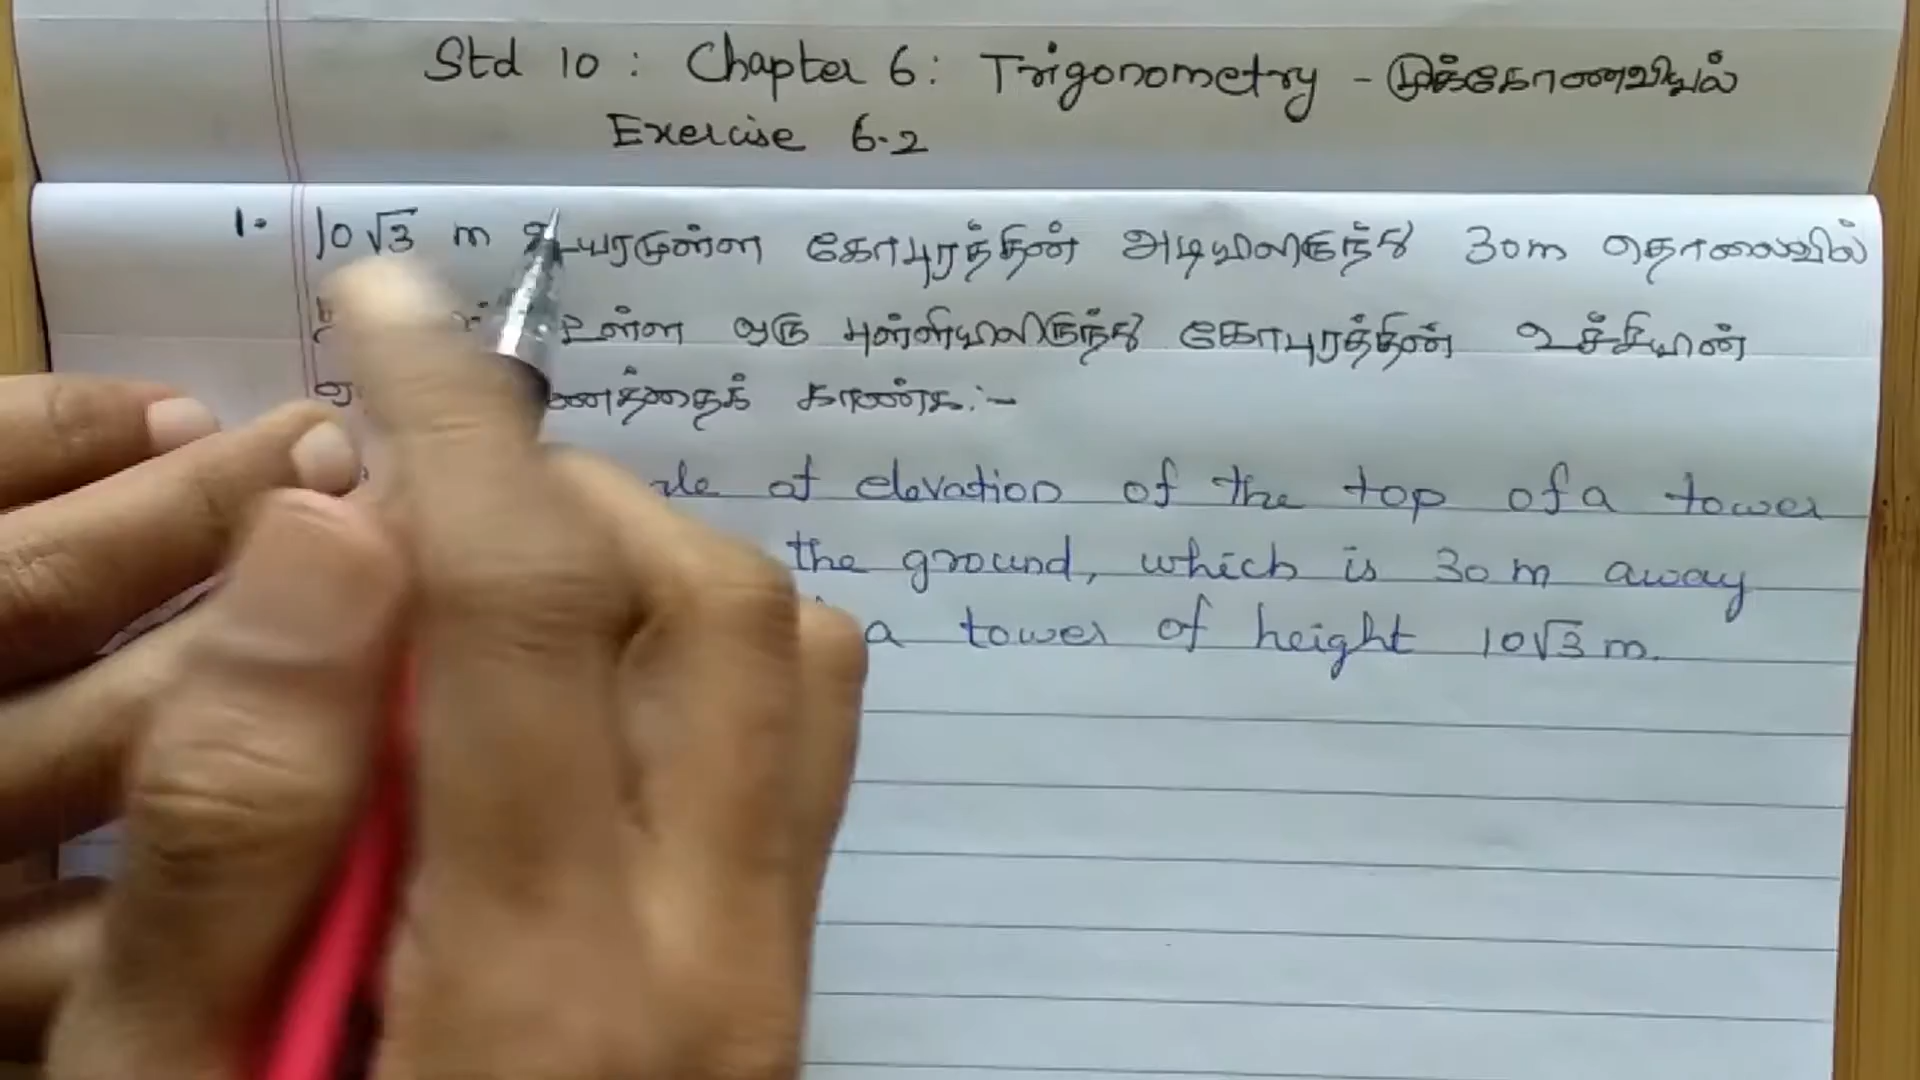 Std 10 : Chapter 6 : Trigonometry - முக்கோணவியல்
Exercise 6.2
1. 10√3 m உயரமுள்ள கோபுரத்தின் அடியிலிருந்து 30m தொலைவில்
உள்ள ஒரு புள்ளியிலிருந்து கோபுரத்தின் உச்சியின்
காண்க:-
of elevation of the top of a tower
the ground, which is 30 m away
a tower of height 10√3 m.